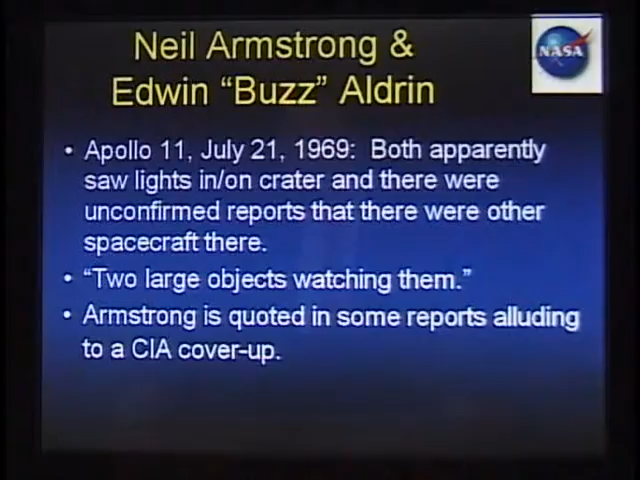 Neil Armstrong &
Edwin “Buzz” Aldrin
NASA
• Apollo 11, July 21, 1969: Both apparently
saw lights in/on crater and there were
unconfirmed reports that there were other
spacecraft there.
• “Two large objects watching them.”
• Armstrong is quoted in some reports alluding
to a CIA cover-up.